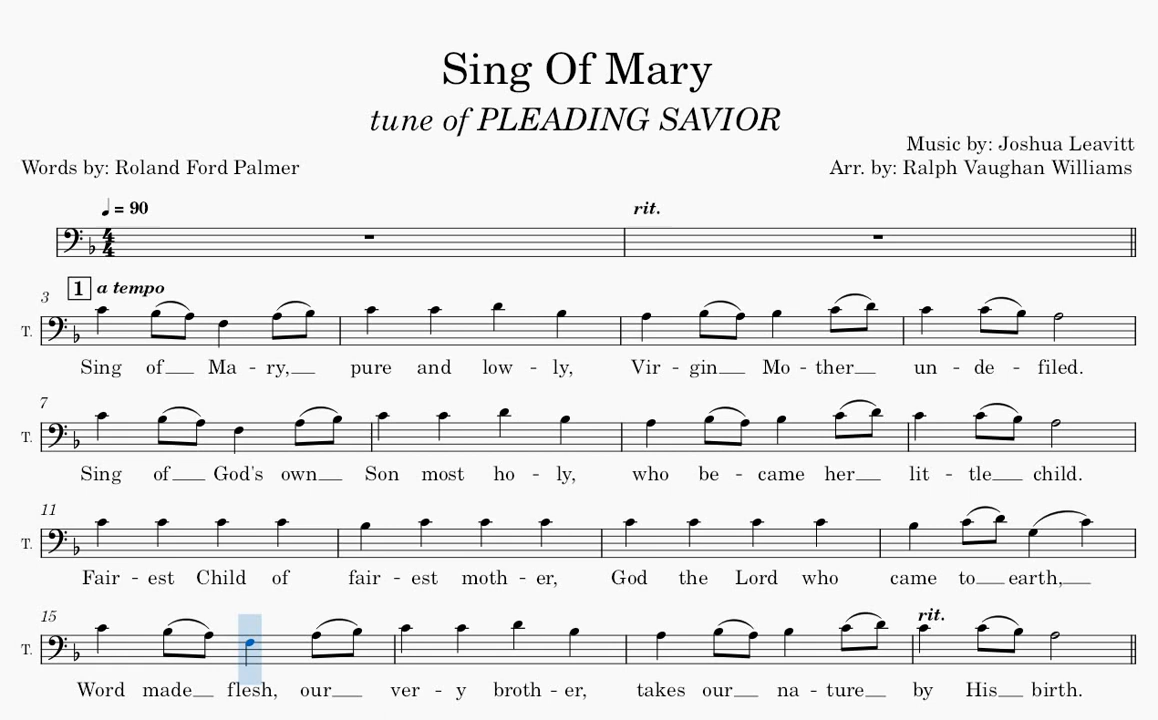 Sing Of Mary
tune of PLEADING SAVIOR
Music by: Joshua Leavitt
Words by: Roland Ford Palmer
Arr. by: Ralph Vaughan Williams
= 90 rit.
1 a tempo
3
T.
Sing of Ma - ry, pure and low - ly, Vir - gin Mo - ther un - de - filed.
7
T.
Sing of God's own Son most ho - ly, who be - came her lit - tle child.
11
T.
Fair - est Child of fair - est moth - er, God the Lord who came to earth,
15
rit.
T.
Word made flesh, our ver - y broth - er, takes our na - ture by His birth.